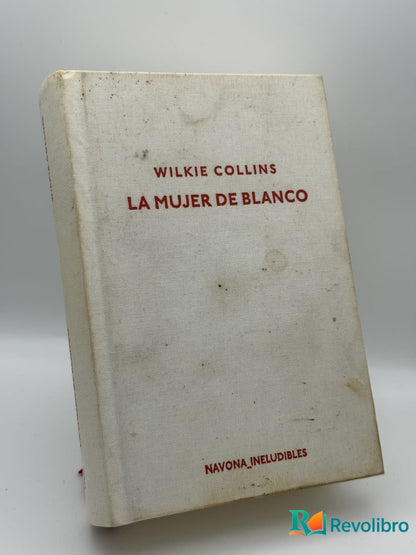 WILKIE COLLINS
LA MUJER DE BLANCO
NAVONA_INELUDIBLES
Revolibro